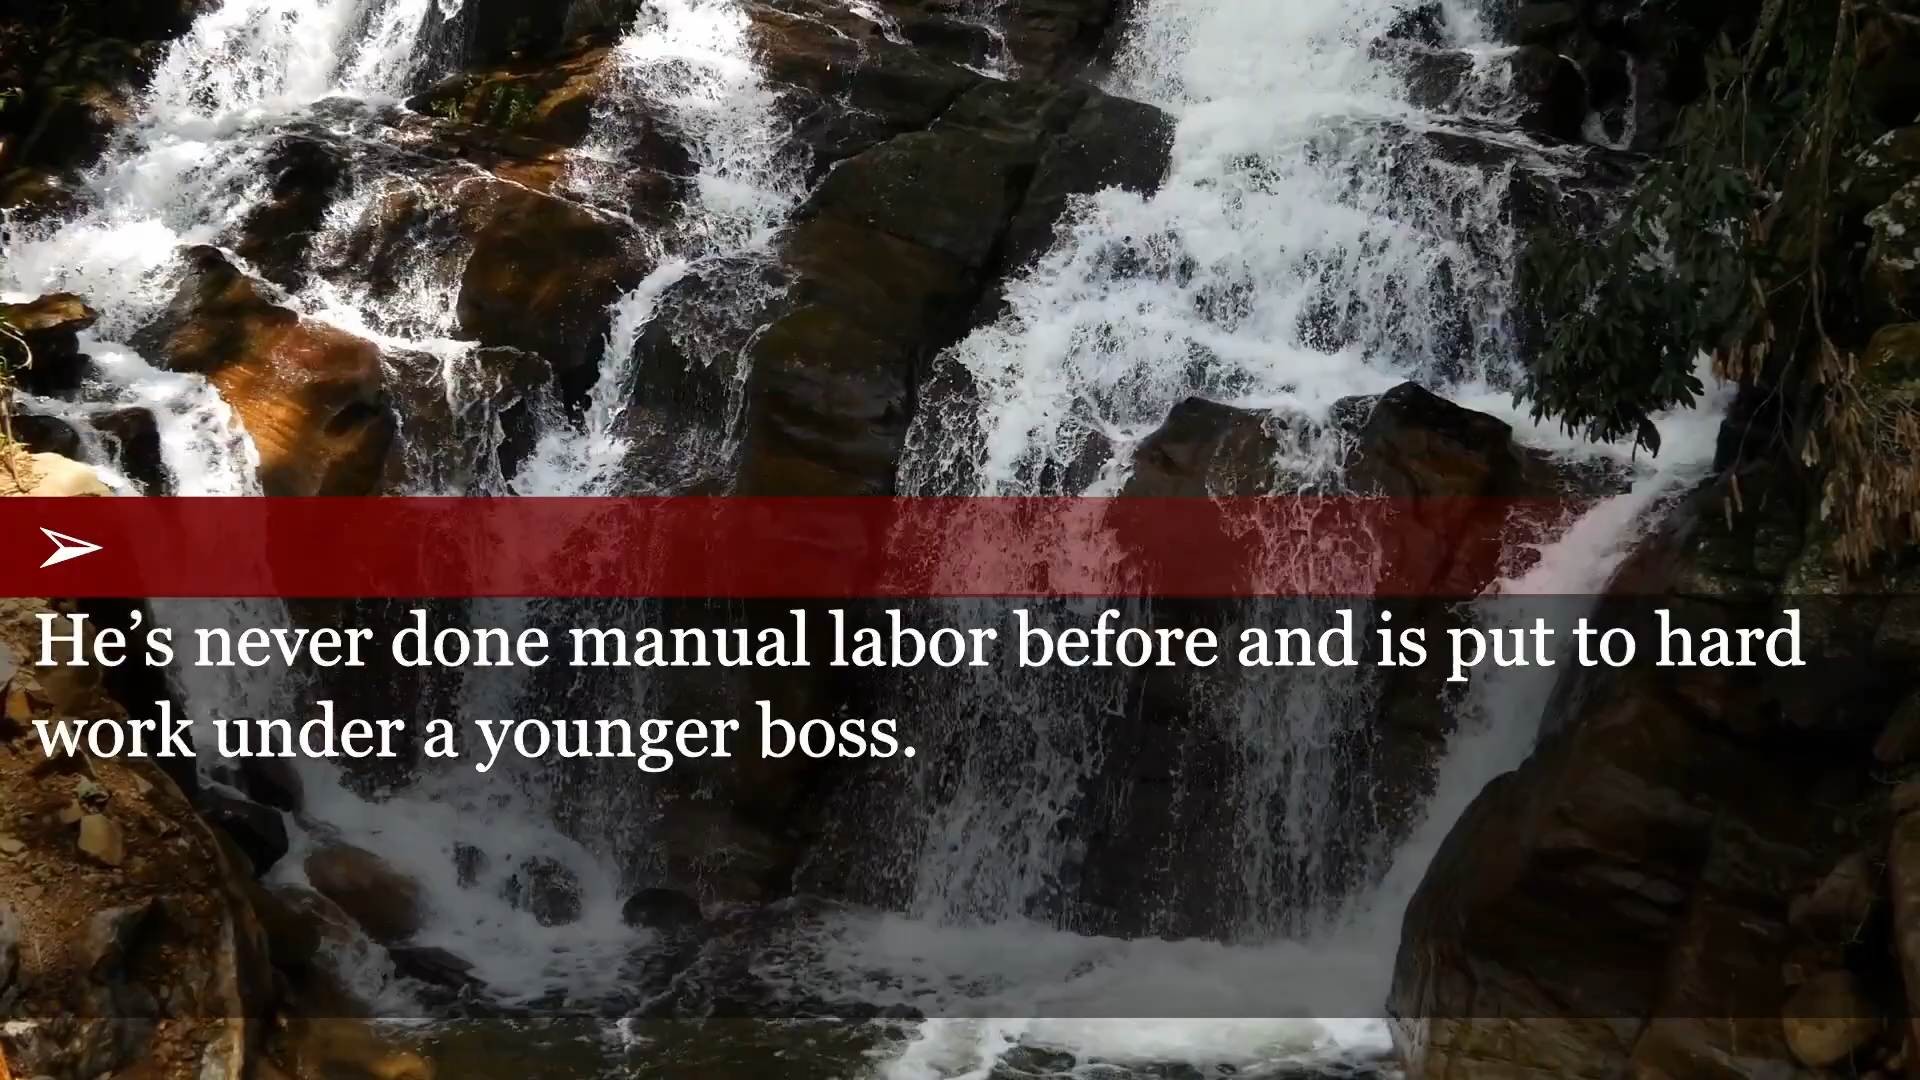 He’s never done manual labor before and is put to hard
work under a younger boss.